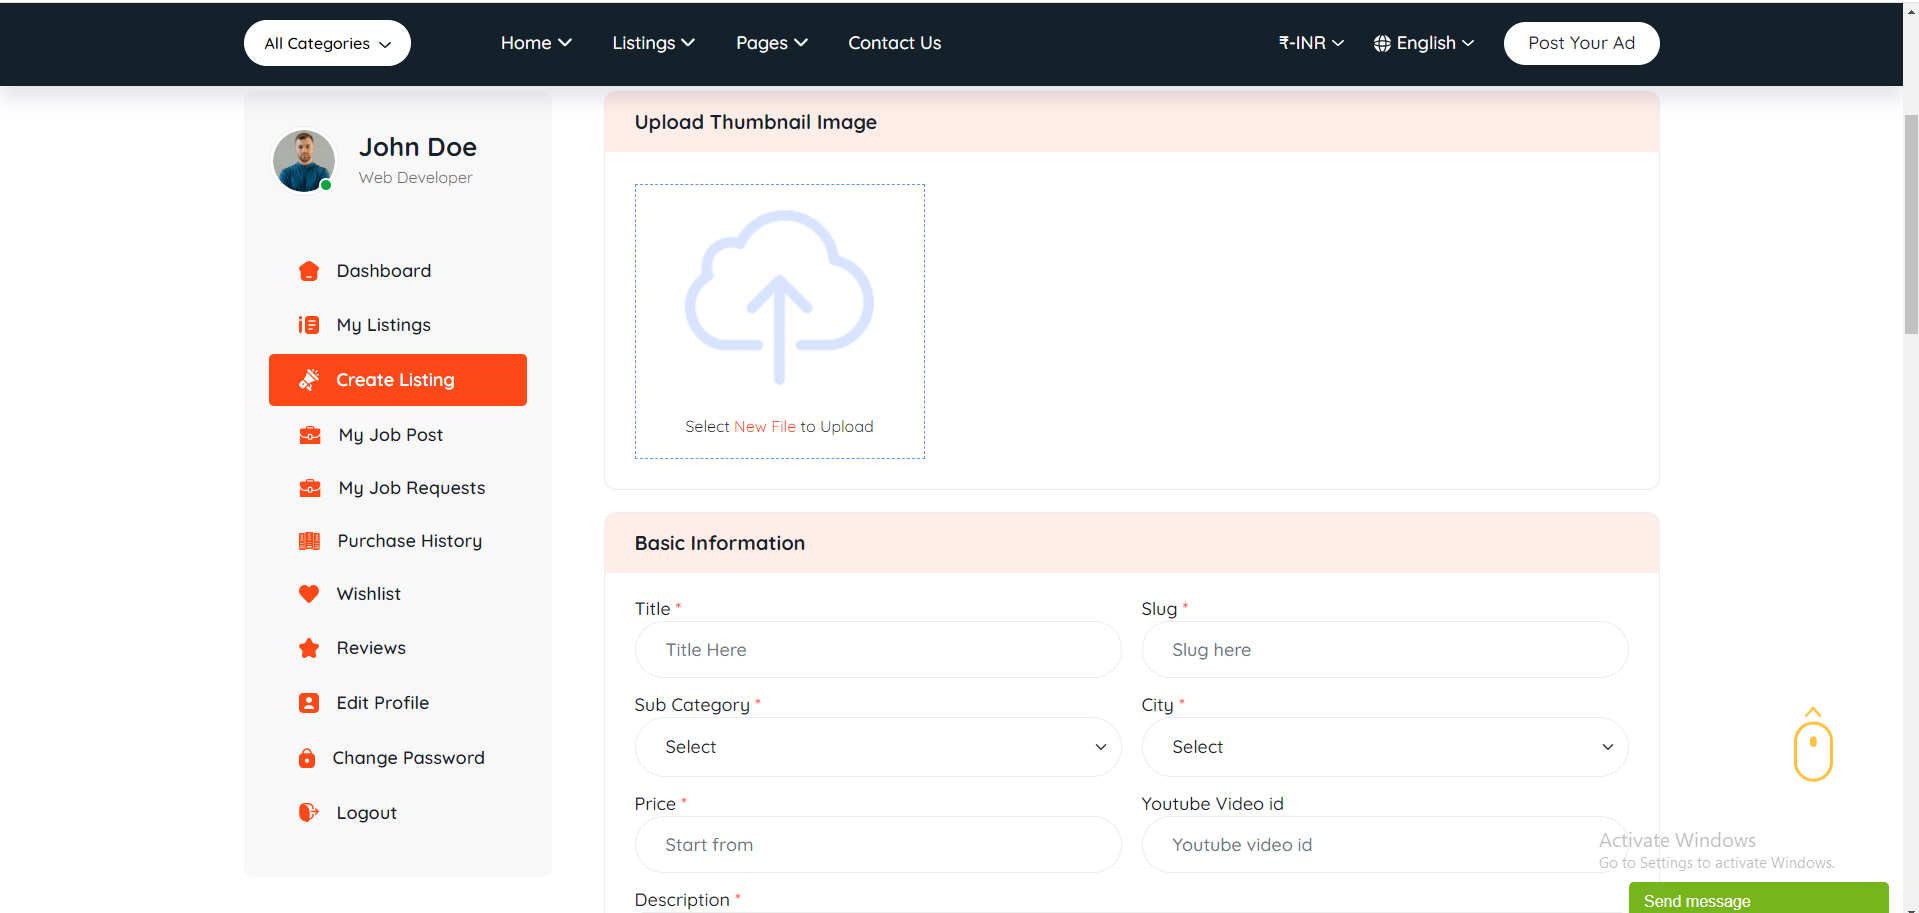 All Categories
Home
Listings
Pages
Contact Us
₹-INR
English
Post Your Ad
John Doe
Web Developer
Dashboard
My Listings
Create Listing
My Job Post
My Job Requests
Purchase History
Wishlist
Reviews
Edit Profile
Change Password
Logout
Upload Thumbnail Image
Select New File to Upload
Basic Information
Title *
Title Here
Slug *
Slug here
Sub Category *
Select
City *
Select
Price *
Start from
Youtube Video id
Youtube video id
Description *
Activate Windows
Go to Settings to activate Windows.
Send message